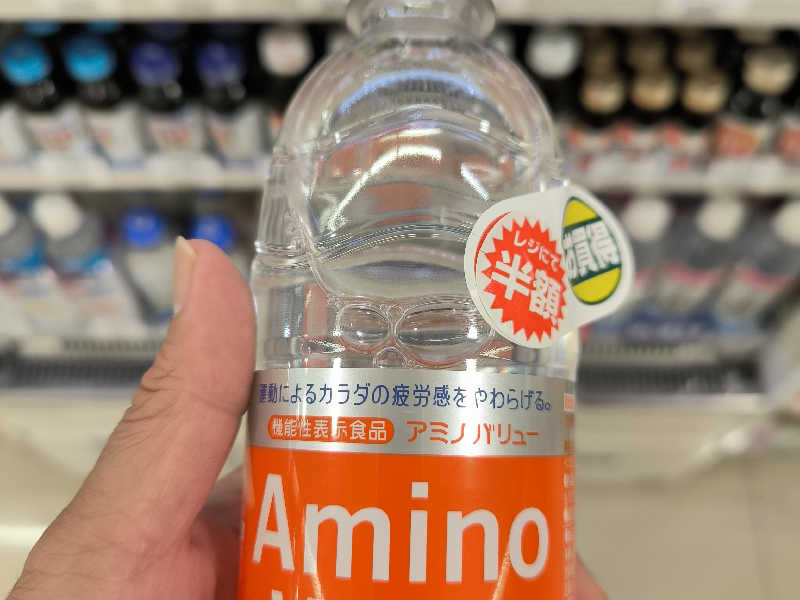 お買得
レジにて
半額
運動によるカラダの疲労感をやわらげる。
機能性表示食品 アミノバリュー
Amino